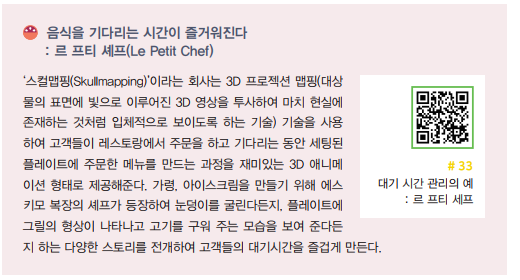 음식을 기다리는 시간이 즐거워진다
: 르 프티 셰프(Le Petit Chef)
‘스컬맵핑(Skullmapping)’이라는 회사는 3D 프로젝션 맵핑(대상
물의 표면에 빛으로 이루어진 3D 영상을 투사하여 마치 현실에
존재하는 것처럼 입체적으로 보이도록 하는 기술) 기술을 사용
하여 고객들이 레스토랑에서 주문을 하고 기다리는 동안 세팅된
플레이트에 주문한 메뉴를 만드는 과정을 재미있는 3D 애니메
이션 형태로 제공해준다. 가령, 아이스크림을 만들기 위해 에스
키모 복장의 셰프가 등장하여 눈덩이를 굴린다든지, 플레이트에
그릴의 형상이 나타나고 고기를 구워 주는 모습을 보여 준다든
지 하는 다양한 스토리를 전개하여 고객들의 대기시간을 즐겁게 만든다.
# 33
대기 시간 관리의 예
: 르 프티 셰프